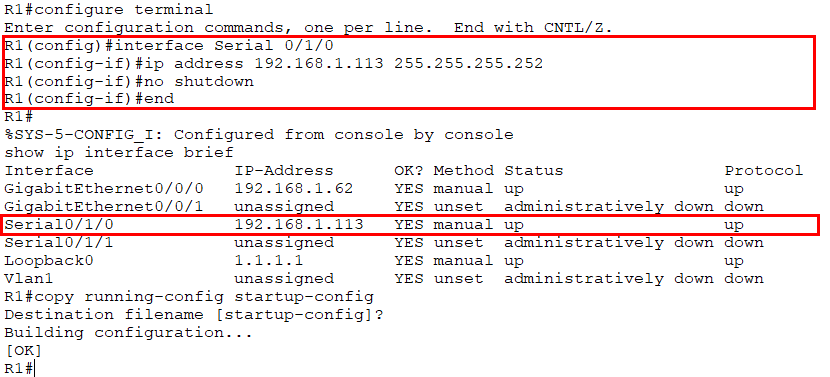 R1#configure terminal
Enter configuration commands, one per line.  End with CNTL/Z.
R1(config)#interface Serial 0/1/0
R1(config-if)#ip address 192.168.1.113 255.255.255.252
R1(config-if)#no shutdown
R1(config-if)#end
R1#
%SYS-5-CONFIG_I: Configured from console by console
show ip interface brief
Interface              IP-Address      OK? Method Status                Protocol
GigabitEthernet0/0/0   192.168.1.62    YES manual up                    up
GigabitEthernet0/0/1   unassigned      YES unset  administratively down down
Serial0/1/0            192.168.1.113   YES manual up                    up
Serial0/1/1            unassigned      YES unset  administratively down down
Loopback0              1.1.1.1         YES manual up                    up
Vlan1                  unassigned      YES unset  administratively down down
R1#copy running-config startup-config
Destination filename [startup-config]?
Building configuration...
[OK]
R1#